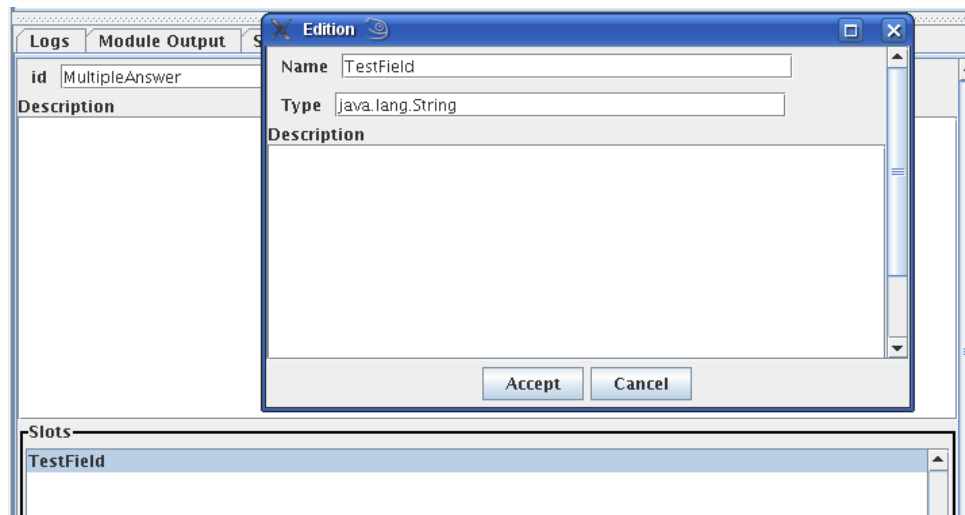 Logs Module Output S
Edition
id MultipleAnswer
Description
Name TestField
Type java.lang.String
Description
Accept Cancel
Slots
TestField